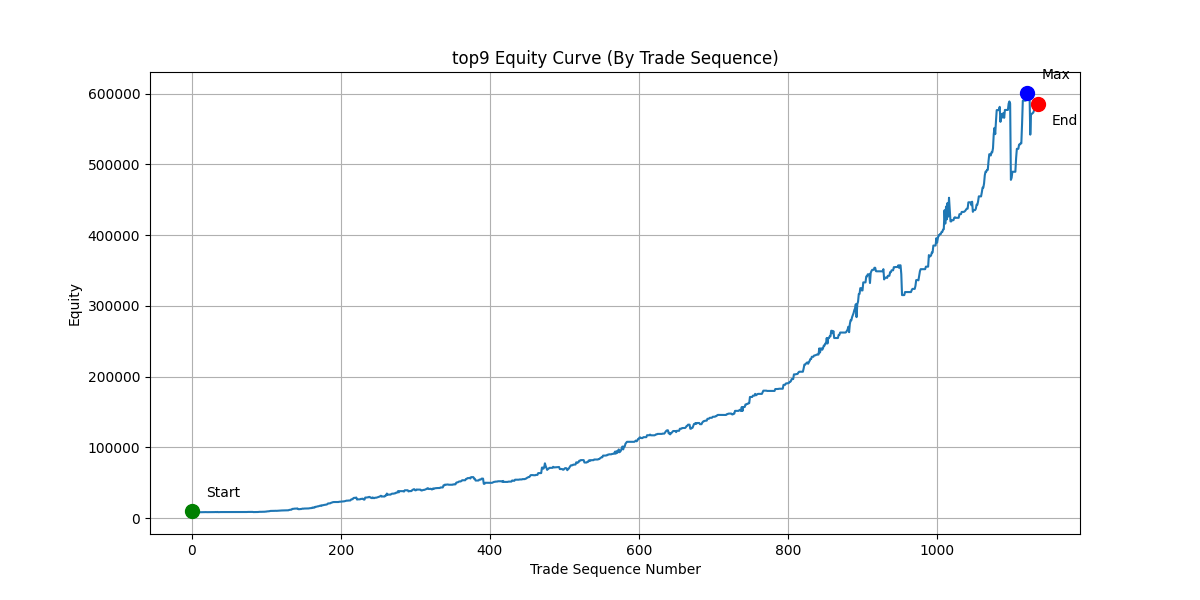 top9 Equity Curve (By Trade Sequence)
Max
600000
End
500000
400000
300000
Equity
200000
100000
Start
0
0 200 400 600 800 1000
Trade Sequence Number